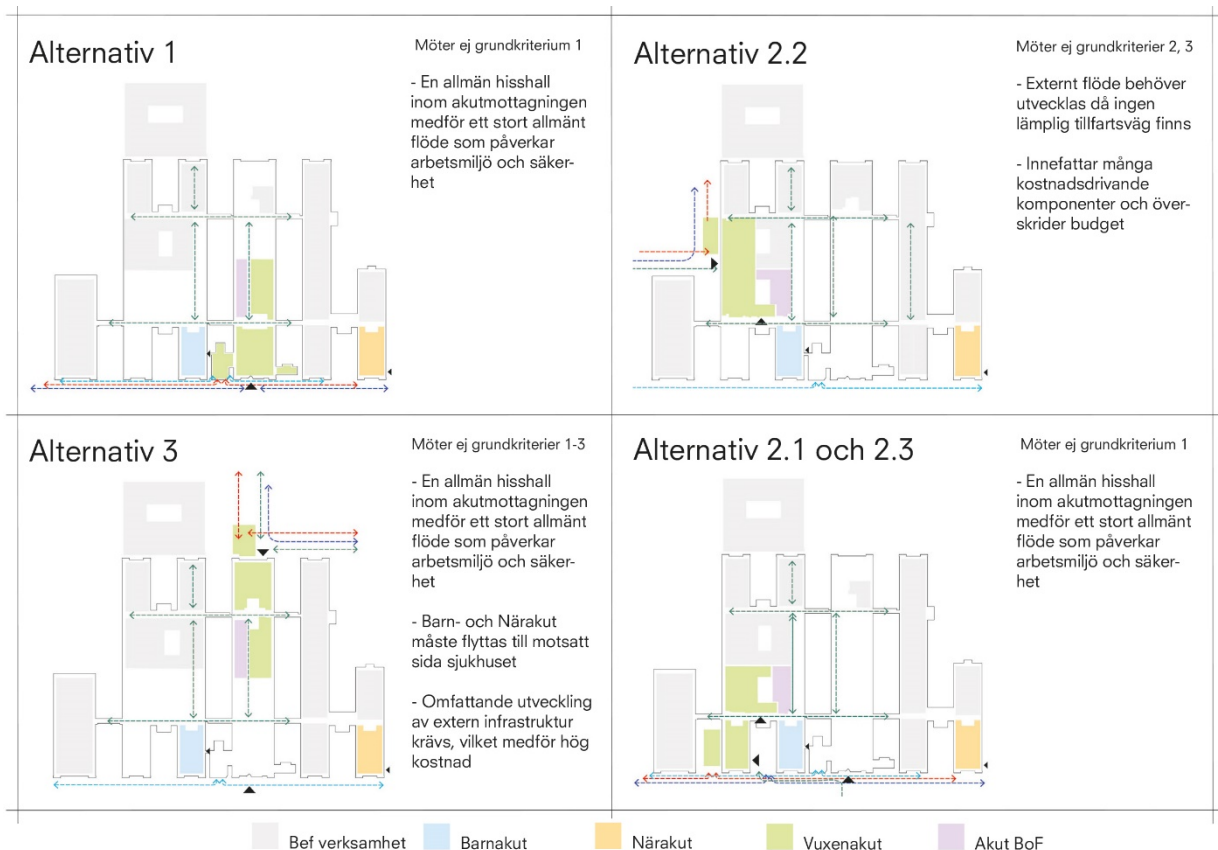 Alternativ 1
Möter ej grundkriterium 1
- En allmän hisshall
inom akutmottagningen
medför ett stort allmänt
flöde som påverkar
arbetsmiljö och säker-
het
Alternativ 2.2
Möter ej grundkriterier 2, 3
- Externt flöde behöver
utvecklas då ingen
lämplig tillfartsväg finns
- Innefattar många
kostnadsdrivande
komponenter och över-
skrider budget
Alternativ 3
Möter ej grundkriterier 1-3
- En allmän hisshall
inom akutmottagningen
medför ett stort allmänt
flöde som påverkar
arbetsmiljö och säker-
het
- Barn- och Närakut
måste flyttas till motsatt
sida sjukhuset
- Omfattande utveckling
av extern infrastruktur
krävs, vilket medför hög
kostnad
Alternativ 2.1 och 2.3
Möter ej grundkriterium 1
- En allmän hisshall
inom akutmottagningen
medför ett stort allmänt
flöde som påverkar
arbetsmiljö och säker-
het
Bef verksamhet
Barnakut
Närakut
Vuxenakut
Akut BoF